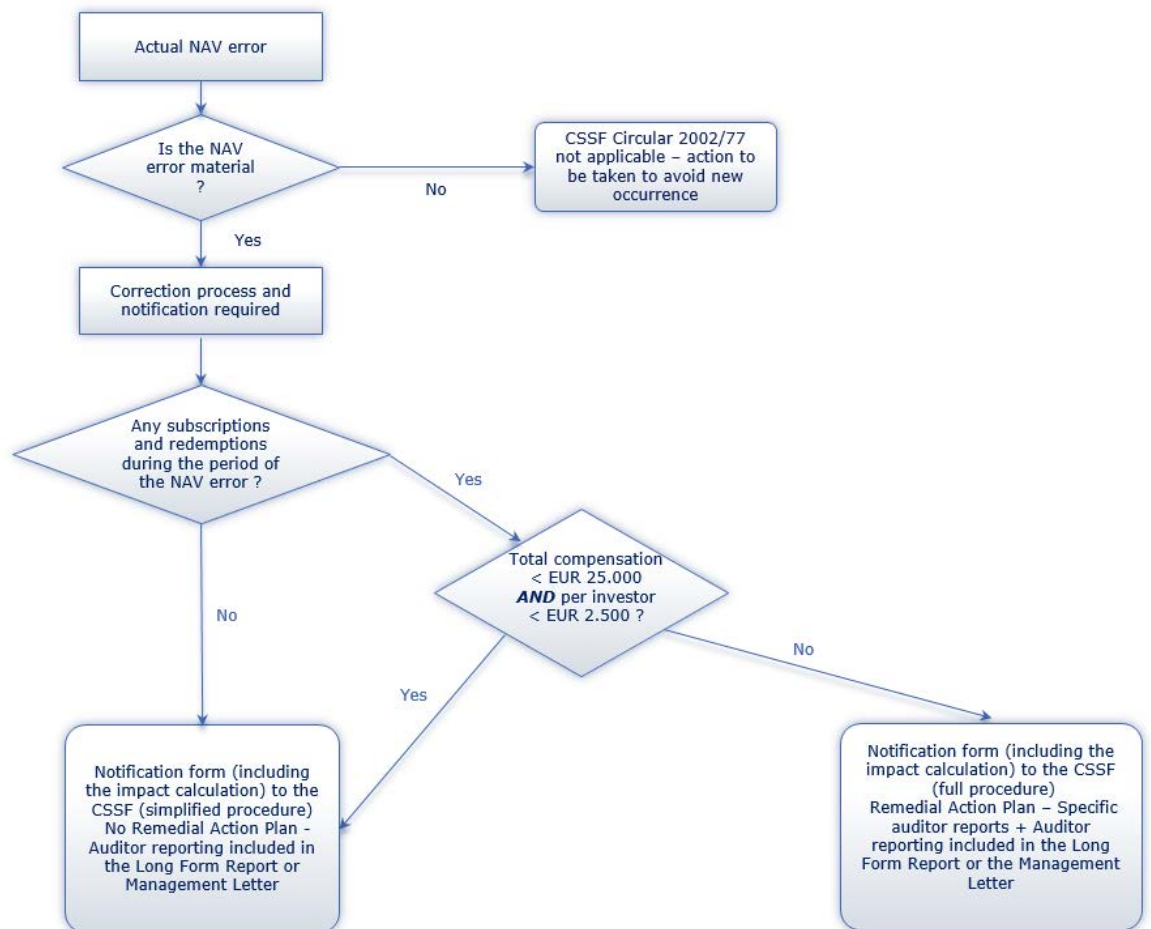 Actual NAV error
Is the NAV
error material
?
No
CSSF Circular 2002/77
not applicable – action to
be taken to avoid new
occurrence
Yes
Correction process and
notification required
Any subscriptions
and redemptions
during the period of
the NAV error ?
Yes
Total compensation
< EUR 25.000
AND per investor
< EUR 2.500 ?
No
No
Yes
Notification form (including
the impact calculation) to the
CSSF (simplified procedure)
No Remedial Action Plan -
Auditor reporting included in
the Long Form Report or
Management Letter
Notification form (including the
impact calculation) to the CSSF
(full procedure)
Remedial Action Plan – Specific
auditor reports + Auditor
reporting included in the Long
Form Report or the Management
Letter